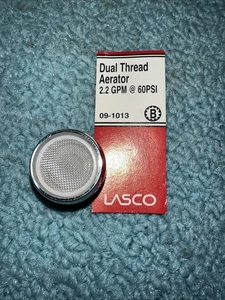 Dual Thread
Aerator
2.2 GPM @ 60PSI
09-1013
B
LASCO